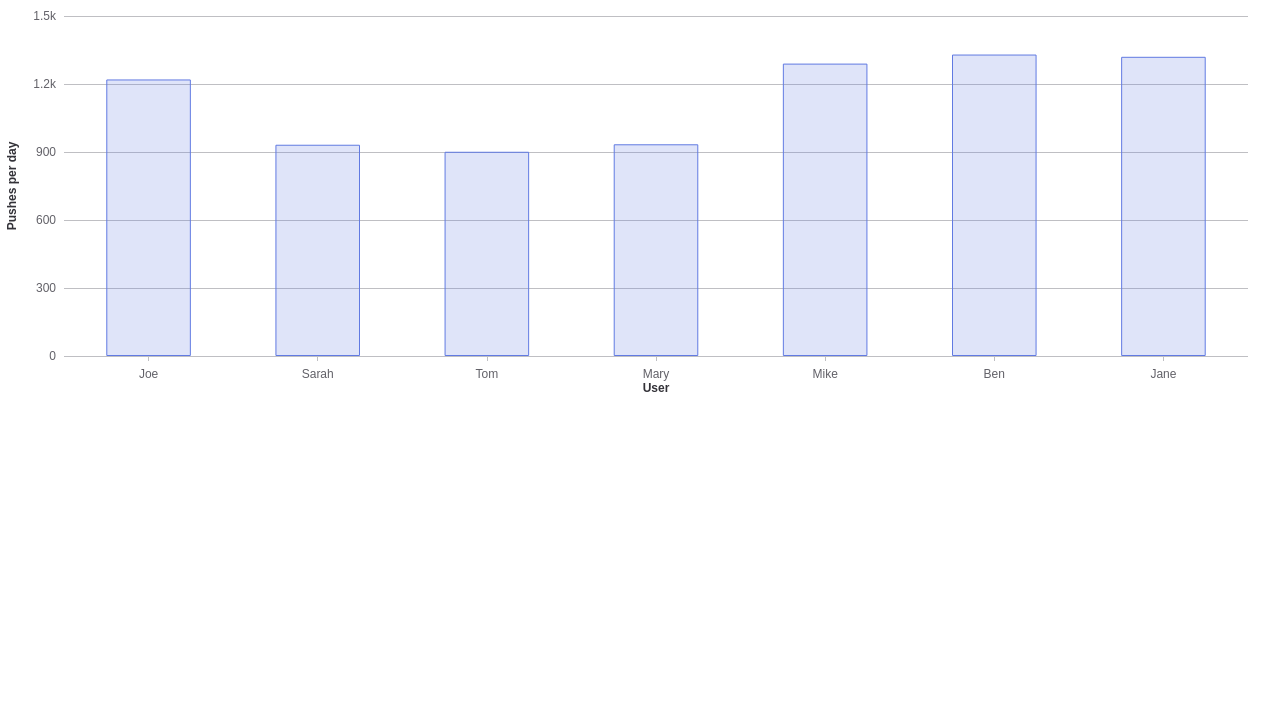 1.5k
1.2k
900
600
300
0
Pushes per day
Joe
Sarah
Tom
Mary
Mike
Ben
Jane
User